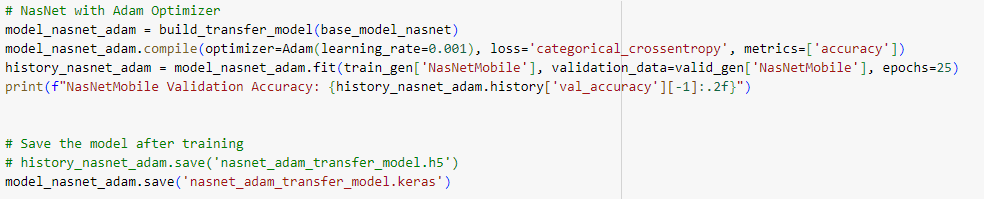 # NasNet with Adam Optimizer
model_nasnet_adam = build_transfer_model(base_model_nasnet)
model_nasnet_adam.compile(optimizer=Adam(learning_rate=0.001), loss='categorical_crossentropy', metrics=['accuracy'])
history_nasnet_adam = model_nasnet_adam.fit(train_gen['NasNetMobile'], validation_data=valid_gen['NasNetMobile'], epochs=25)
print(f"NasNetMobile Validation Accuracy: {history_nasnet_adam.history['val_accuracy'][-1]:.2f}")
# Save the model after training
# history_nasnet_adam.save('nasnet_adam_transfer_model.h5')
model_nasnet_adam.save('nasnet_adam_transfer_model.keras')